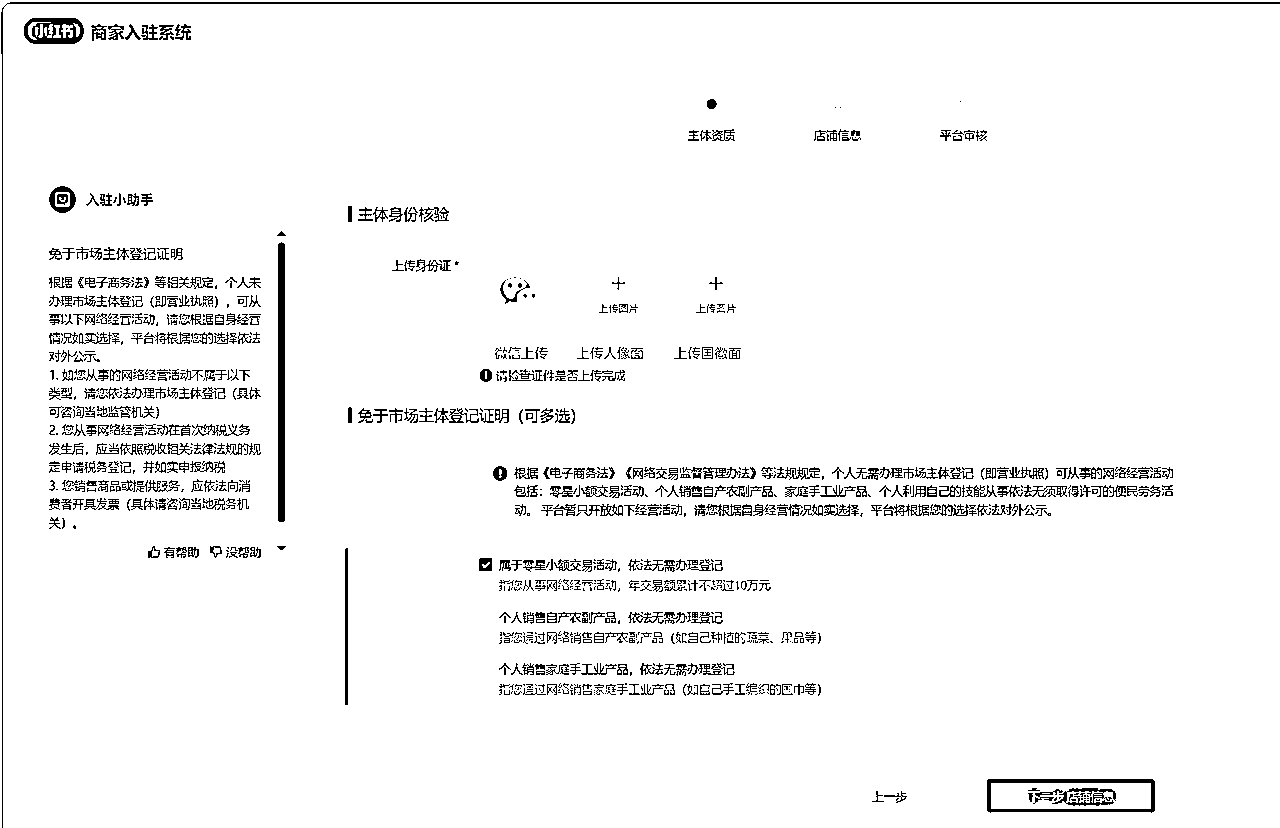 小红书 商家入驻系统
主体资质 店铺信息 平台审核
入驻小助手
免于市场主体登记证明
根据《电子商务法》等相关规定，个人未
办理市场主体登记（即营业执照），可从
事以下网络经营活动，请您根据自身经营
情况如实选择，平台将根据您的选择依法
对外公示。
1. 如您从事的网络经营活动不属于以下
类型，请您依法办理市场主体登记（具体
可咨询当地监管机关）
2. 您从事网络经营活动在首次纳税义务
发生后，应当依照税收相关法律法规的规
定申请税务登记，并如实申报纳税
3. 您销售商品或提供服务，应依法向消
费者开具发票（具体请咨询当地税务机
关）。
有帮助 没帮助
主体身份核验
上传身份证 *
上传图片 上传图片
微信上传 上传人像面 上传国徽面
请检查证件是否上传完成
免于市场主体登记证明（可多选）
根据《电子商务法》《网络交易监督管理办法》等法规规定，个人无需办理市场主体登记（即营业执照）可从事的网络经营活动
包括：零星小额交易活动、个人销售自产农副产品、家庭手工业产品、个人利用自己的技能从事依法无须取得许可的便民劳务活
动。 平台暂只开放如下经营活动，请您根据自身经营情况如实选择，平台将根据您的选择依法对外公示。
属于零星小额交易活动，依法无需办理登记
指您从事网络经营活动，年交易额累计不超过10万元
个人销售自产农副产品，依法无需办理登记
指您通过网络销售自产农副产品（如自己种植的蔬菜、果品等）
个人销售家庭手工业产品，依法无需办理登记
指您通过网络销售家庭手工业产品（如自己手工编织的围巾等）
上一步 下一步 店铺信息